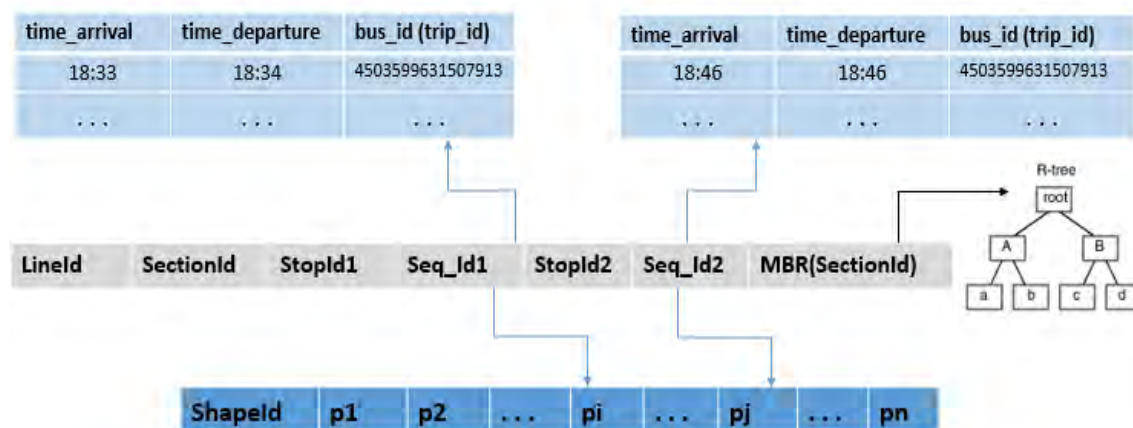 time_arrival time_departure bus_id (trip_id)
18:33 18:34 4503599631507913
. . . . . . . . .
time_arrival time_departure bus_id (trip_id)
18:46 18:46 4503599631507913
. . . . . . . . .
R-tree
root
A B
a b c d
LineId SectionId StopId1 Seq_Id1 StopId2 Seq_Id2 MBR(SectionId)
ShapeId p1 p2 . . . pi . . . pj . . . pn